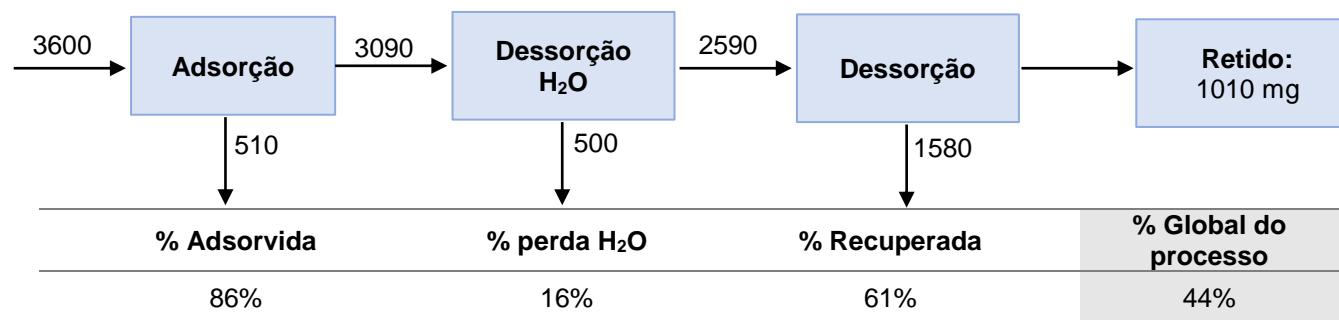 3600
Adsorção
3090
Dessorção
H₂O
2590
Dessorção
Retido:
1010 mg
510
500
1580
% Adsorvida
% perda H₂O
% Recuperada
% Global do
processo
86%
16%
61%
44%